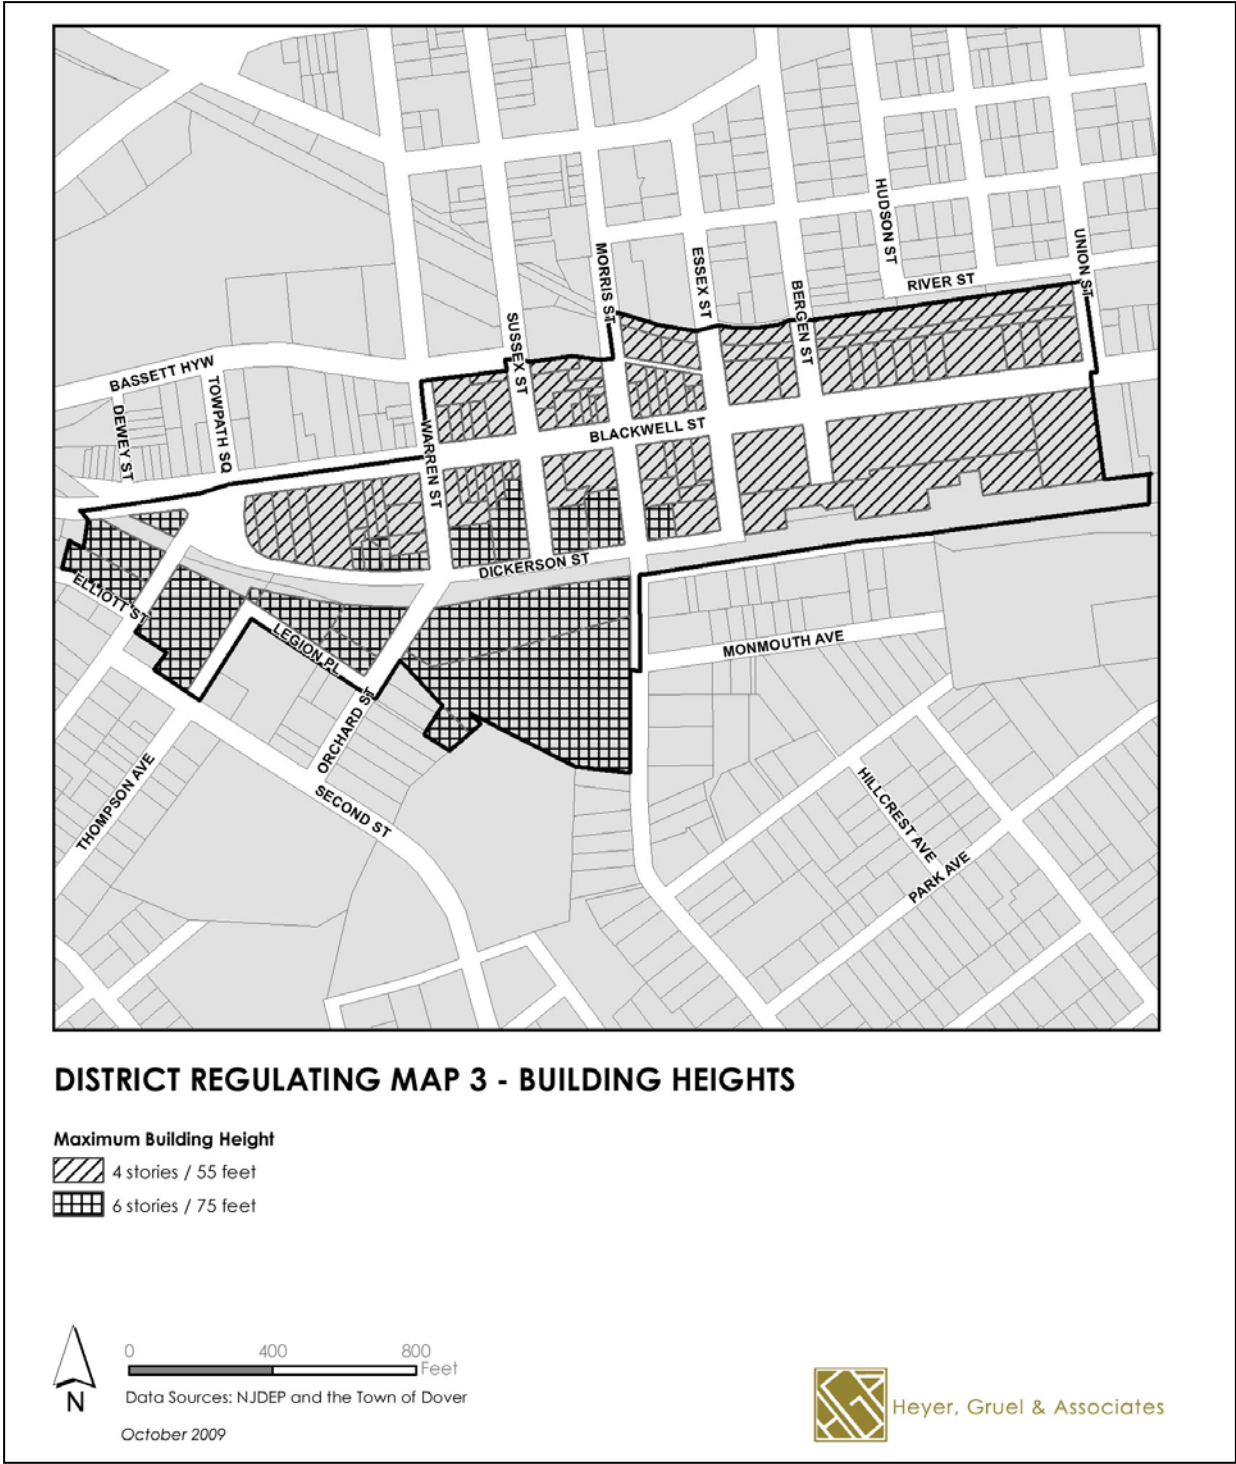 HUDSON ST
UNION ST
MORRIS ST
ESSEX ST
RIVER ST
BERGEN ST
SUSSEX ST
BASSETT HYW
TOWPATH SQ
DEWEY ST
WARREN ST
BLACKWELL ST
DICKERSON ST
ELLIOTT ST
LEGION PL
MONMOUTH AVE
ORCHARD ST
THOMPSON AVE
SECOND ST
HILLCREST AVE
PARK AVE
DISTRICT REGULATING MAP 3 - BUILDING HEIGHTS
Maximum Building Height
4 stories / 55 feet
6 stories / 75 feet
0 400 800
Feet
N
Data Sources: NJDEP and the Town of Dover
October 2009
Heyer, Gruel & Associates